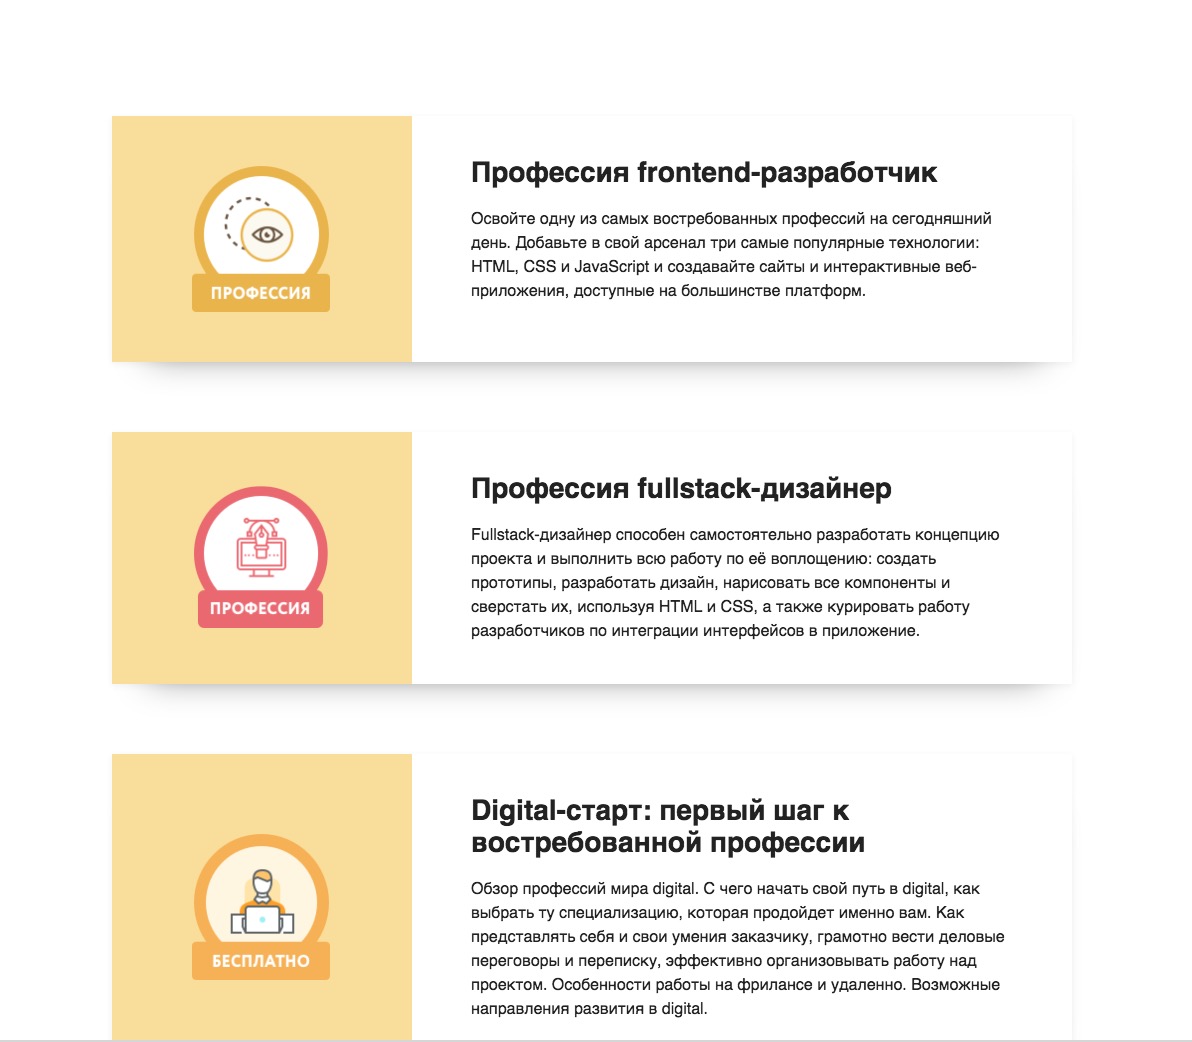 Профессия frontend-разработчик
Освойте одну из самых востребованных профессий на сегодняшний
день. Добавьте в свой арсенал три самые популярные технологии:
HTML, CSS и JavaScript и создавайте сайты и интерактивные веб-
приложения, доступные на большинстве платформ.
ПРОФЕССИЯ
Профессия fullstack-дизайнер
Fullstack-дизайнер способен самостоятельно разработать концепцию
проекта и выполнить всю работу по её воплощению: создать
прототипы, разработать дизайн, нарисовать все компоненты и
сверстать их, используя HTML и CSS, а также курировать работу
разработчиков по интеграции интерфейсов в приложение.
ПРОФЕССИЯ
Digital-старт: первый шаг к
востребованной профессии
Обзор профессий мира digital. С чего начать свой путь в digital, как
выбрать ту специализацию, которая продойдет именно вам. Как
представлять себя и свои умения заказчику, грамотно вести деловые
переговоры и переписку, эффективно организовывать работу над
проектом. Особенности работы на фрилансе и удаленно. Возможные
направления развития в digital.
БЕСПЛАТНО